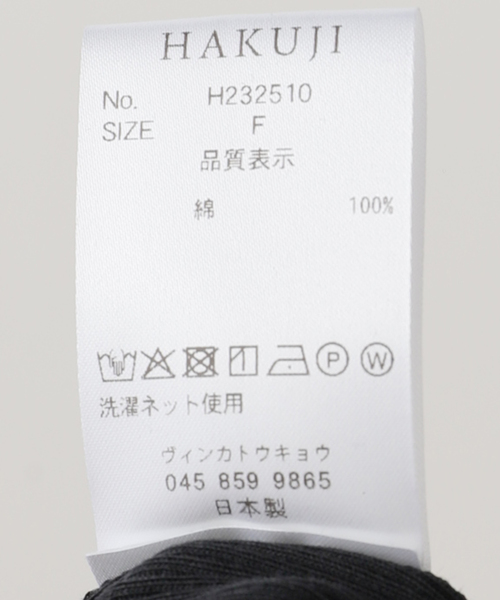 HAKUJI
No. H232510
SIZE F
品質表示
綿 100%
P W
洗濯ネット使用
ヴィンカトウキョウ
045 859 9865
日本製